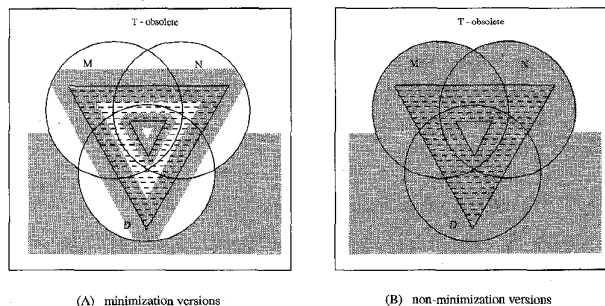 T - obsolete
M
N
D
(A) minimization versions
T - obsolete
M
N
D
(B) non-minimization versions